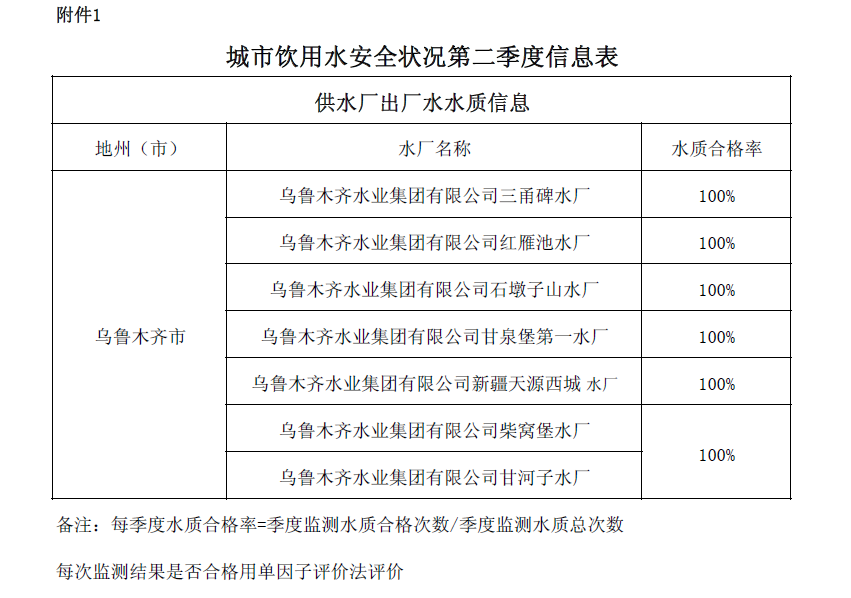 附件1
城市饮用水安全状况第二季度信息表
供水厂出厂水水质信息
地州（市） 水厂名称 水质合格率
乌鲁木齐水业集团有限公司三甬碑水厂 100%
乌鲁木齐水业集团有限公司红雁池水厂 100%
乌鲁木齐水业集团有限公司石墩子山水厂 100%
乌鲁木齐市 乌鲁木齐水业集团有限公司甘泉堡第一水厂 100%
乌鲁木齐水业集团有限公司新疆天源西城 水厂 100%
乌鲁木齐水业集团有限公司柴窝堡水厂
100%
乌鲁木齐水业集团有限公司甘河子水厂
备注：每季度水质合格率=季度监测水质合格次数/季度监测水质总次数
每次监测结果是否合格用单因子评价法评价